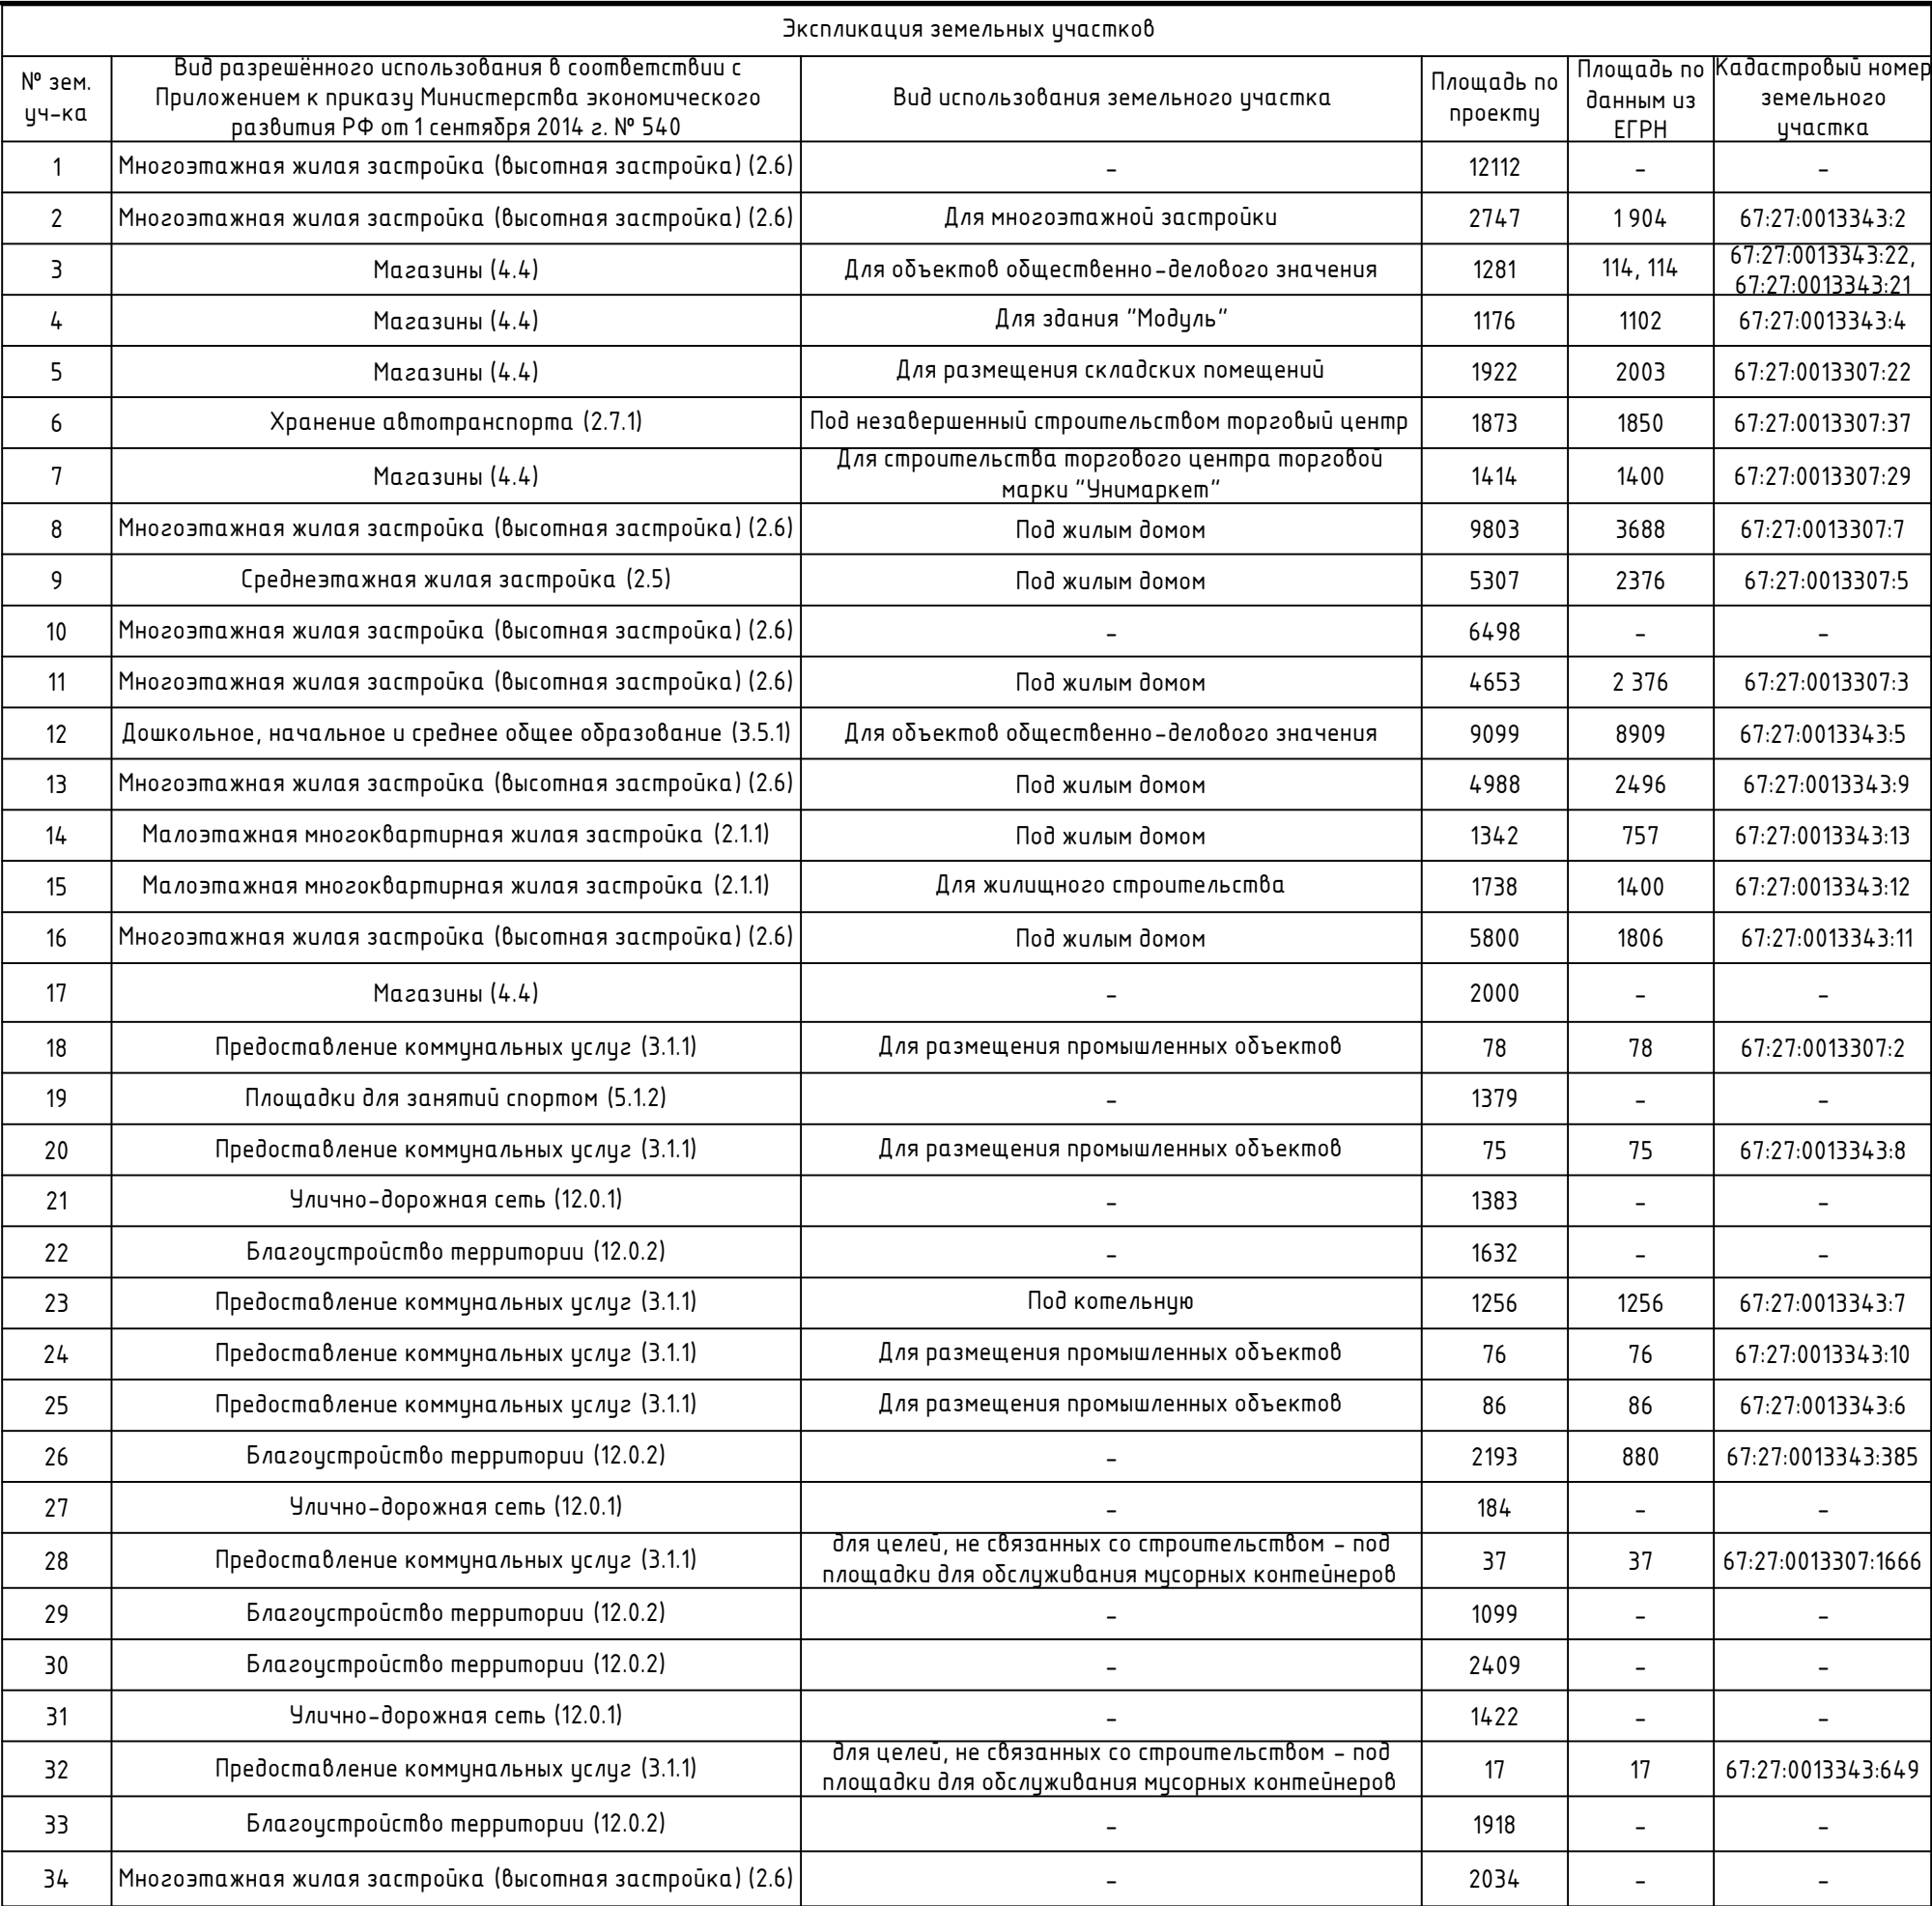 Экспликация земельных участков
№ зем. уч-ка | Вид разрешённого использования в соответствии с Приложением к приказу Министерства экономического развития РФ от 1 сентября 2014 г. № 540 | Вид использования земельного участка | Площадь по проекту | Площадь по данным из ЕГРН | Кадастровый номер земельного участка
1 | Многоэтажная жилая застройка (высотная застройка) (2.6) | - | 12112 | - | -
2 | Многоэтажная жилая застройка (высотная застройка) (2.6) | Для многоэтажной застройки | 2747 | 1 904 | 67:27:0013343:2
3 | Магазины (4.4) | Для объектов общественно-делового значения | 1281 | 114, 114 | 67:27:0013343:22, 67:27:0013343:21
4 | Магазины (4.4) | Для здания "Модуль" | 1176 | 1102 | 67:27:0013343:4
5 | Магазины (4.4) | Для размещения складских помещений | 1922 | 2003 | 67:27:0013307:22
6 | Хранение автотранспорта (2.7.1) | Под незавершенный строительством торговый центр | 1873 | 1850 | 67:27:0013307:37
7 | Магазины (4.4) | Для строительства торгового центра торговой марки "Унимаркет" | 1414 | 1400 | 67:27:0013307:29
8 | Многоэтажная жилая застройка (высотная застройка) (2.6) | Под жилым домом | 9803 | 3688 | 67:27:0013307:7
9 | Среднеэтажная жилая застройка (2.5) | Под жилым домом | 5307 | 2376 | 67:27:0013307:5
10 | Многоэтажная жилая застройка (высотная застройка) (2.6) | - | 6498 | - | -
11 | Многоэтажная жилая застройка (высотная застройка) (2.6) | Под жилым домом | 4653 | 2 376 | 67:27:0013307:3
12 | Дошкольное, начальное и среднее общее образование (3.5.1) | Для объектов общественно-делового значения | 9099 | 8909 | 67:27:0013343:5
13 | Многоэтажная жилая застройка (высотная застройка) (2.6) | Под жилым домом | 4988 | 2496 | 67:27:0013343:9
14 | Малоэтажная многоквартирная жилая застройка (2.1.1) | Под жилым домом | 1342 | 757 | 67:27:0013343:13
15 | Малоэтажная многоквартирная жилая застройка (2.1.1) | Для жилищного строительства | 1738 | 1400 | 67:27:0013343:12
16 | Многоэтажная жилая застройка (высотная застройка) (2.6) | Под жилым домом | 5800 | 1806 | 67:27:0013343:11
17 | Магазины (4.4) | - | 2000 | - | -
18 | Предоставление коммунальных услуг (3.1.1) | Для размещения промышленных объектов | 78 | 78 | 67:27:0013307:2
19 | Площадки для занятий спортом (5.1.2) | - | 1379 | - | -
20 | Предоставление коммунальных услуг (3.1.1) | Для размещения промышленных объектов | 75 | 75 | 67:27:0013343:8
21 | Улично-дорожная сеть (12.0.1) | - | 1383 | - | -
22 | Благоустройство территории (12.0.2) | - | 1632 | - | -
23 | Предоставление коммунальных услуг (3.1.1) | Под котельную | 1256 | 1256 | 67:27:0013343:7
24 | Предоставление коммунальных услуг (3.1.1) | Для размещения промышленных объектов | 76 | 76 | 67:27:0013343:10
25 | Предоставление коммунальных услуг (3.1.1) | Для размещения промышленных объектов | 86 | 86 | 67:27:0013343:6
26 | Благоустройство территории (12.0.2) | - | 2193 | 880 | 67:27:0013343:385
27 | Улично-дорожная сеть (12.0.1) | - | 184 | - | -
28 | Предоставление коммунальных услуг (3.1.1) | для целей, не связанных со строительством - под площадки для обслуживания мусорных контейнеров | 37 | 37 | 67:27:0013307:1666
29 | Благоустройство территории (12.0.2) | - | 1099 | - | -
30 | Благоустройство территории (12.0.2) | - | 2409 | - | -
31 | Улично-дорожная сеть (12.0.1) | - | 1422 | - | -
32 | Предоставление коммунальных услуг (3.1.1) | для целей, не связанных со строительством - под площадки для обслуживания мусорных контейнеров | 17 | 17 | 67:27:0013343:649
33 | Благоустройство территории (12.0.2) | - | 1918 | - | -
34 | Многоэтажная жилая застройка (высотная застройка) (2.6) | - | 2034 | - | -